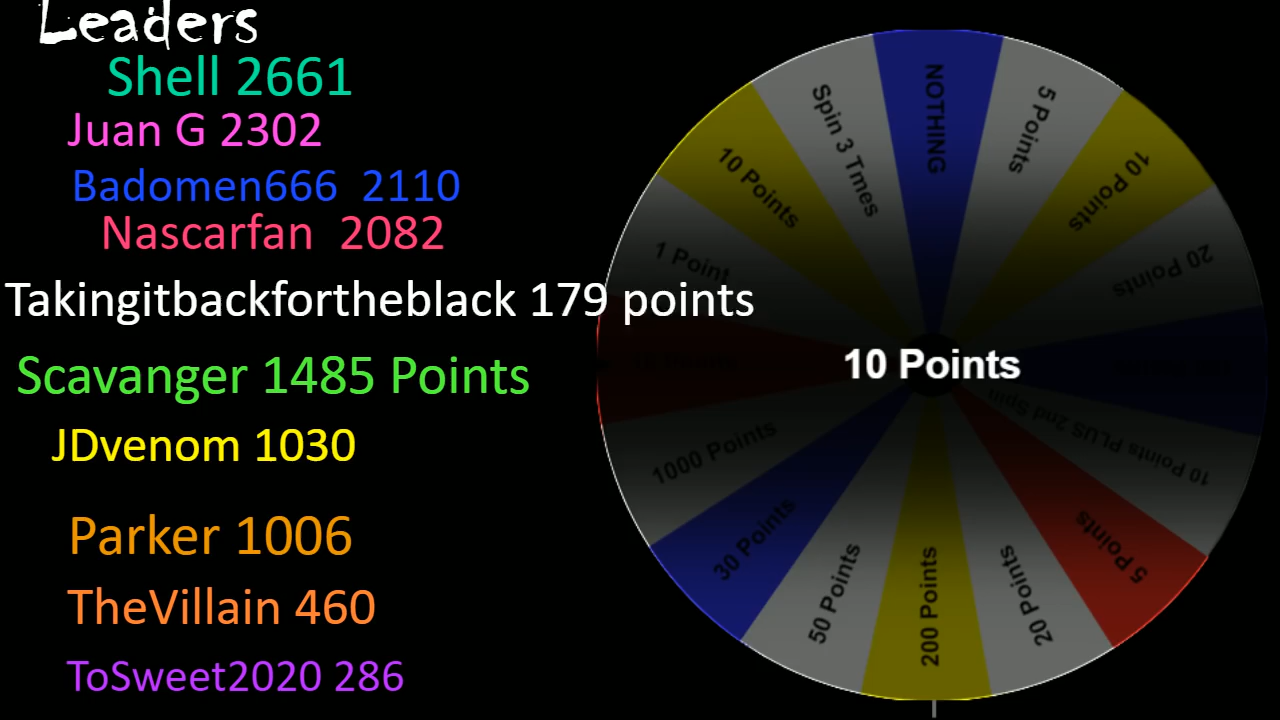 Leaders
Shell 2661
Juan G 2302
Badomen666 2110
Nascarfan 2082
Takingitbackfortheblack 179 points
Scavanger 1485 Points
JDvenom 1030
Parker 1006
TheVillain 460
ToSweet2020 286
10 Points
NOTHING
5 Points
10 Points
20 Points
10 Points PLUS 2nd Spin
5 Points
20 Points
200 Points
50 Points
30 Points
1000 Points
1 Point
10 Points
Spin 3 Tmes